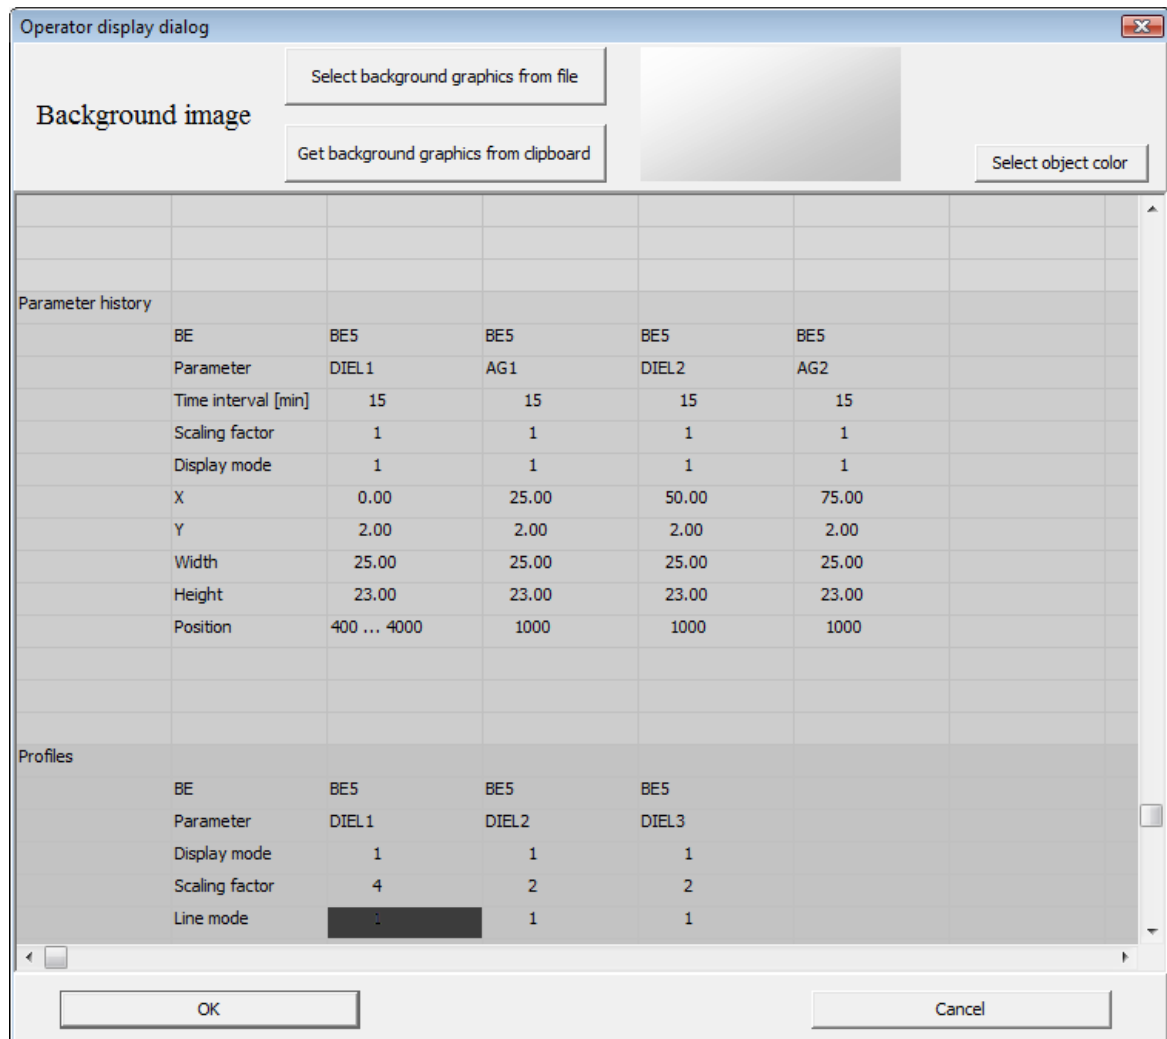 Operator display dialog
Background image
Select background graphics from file
Get background graphics from clipboard
Select object color
Parameter history
BE BE5 BE5 BE5 BE5
Parameter DIEL1 AG1 DIEL2 AG2
Time interval [min] 15 15 15 15
Scaling factor 1 1 1 1
Display mode 1 1 1 1
X 0.00 25.00 50.00 75.00
Y 2.00 2.00 2.00 2.00
Width 25.00 25.00 25.00 25.00
Height 23.00 23.00 23.00 23.00
Position 400 ... 4000 1000 1000 1000
Profiles
BE BE5 BE5 BE5
Parameter DIEL1 DIEL2 DIEL3
Display mode 1 1 1
Scaling factor 4 2 2
Line mode 1 1 1
OK Cancel